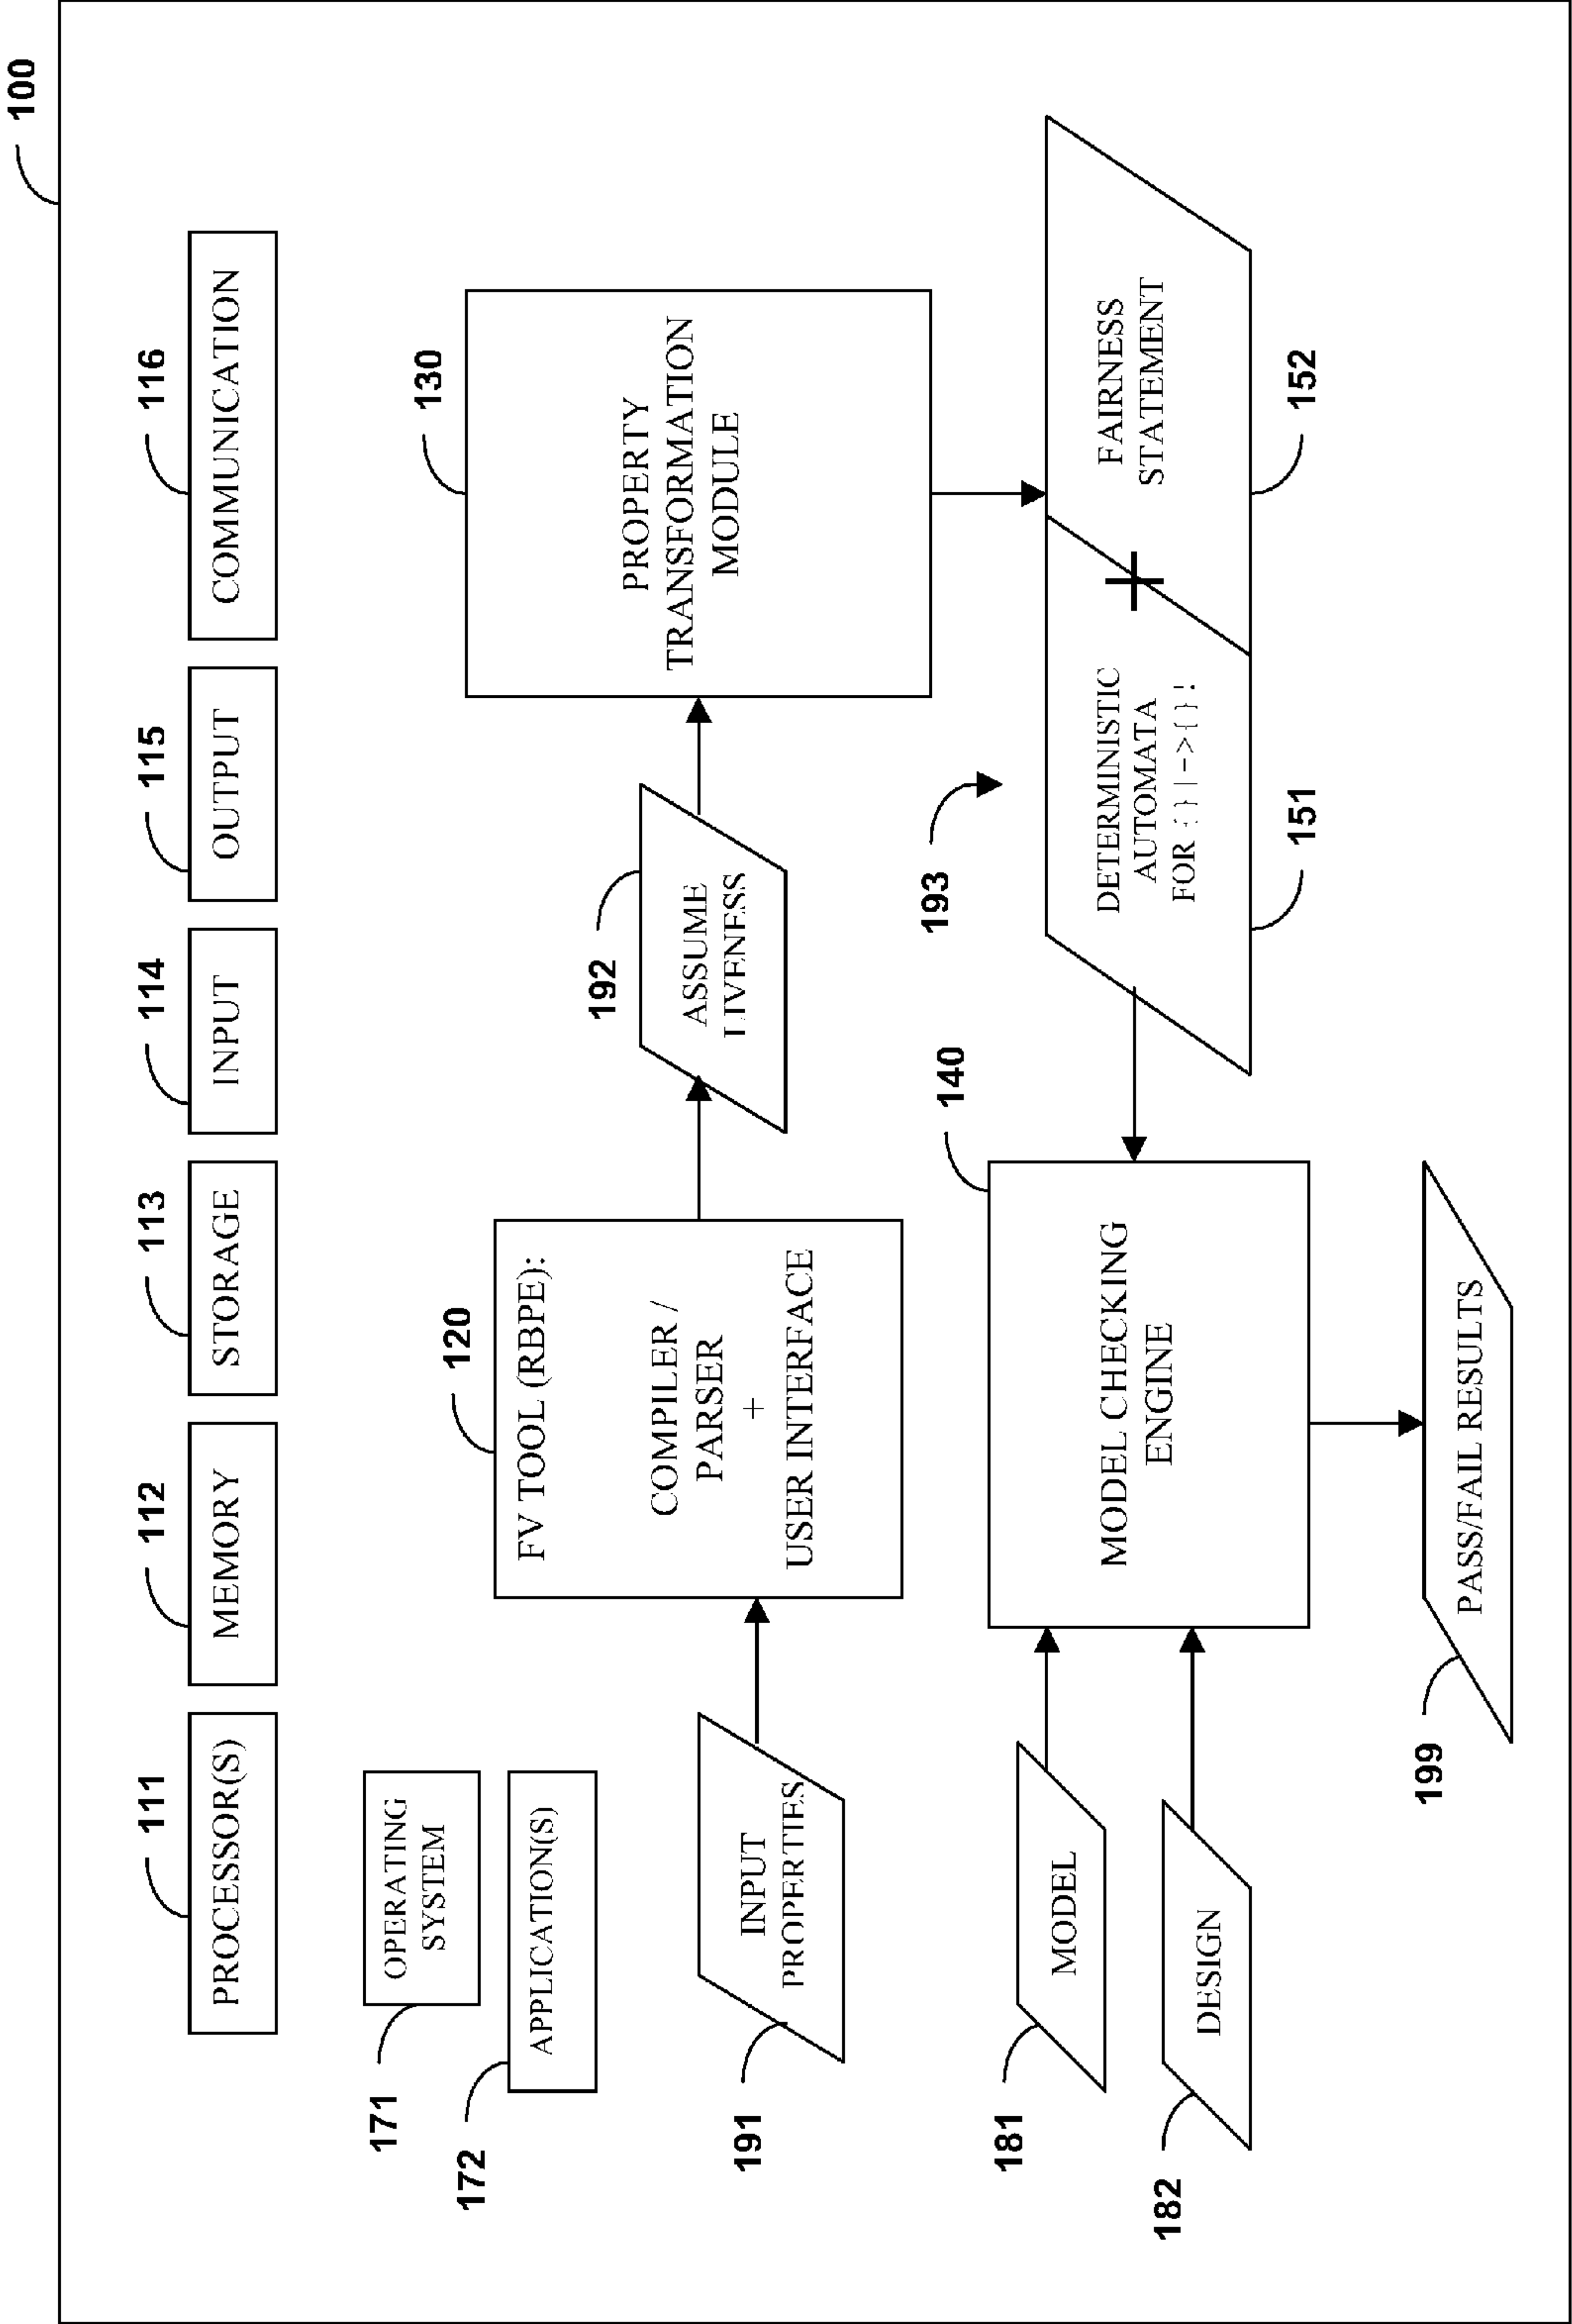 100
111
112
113
114
115
116
PROCESSOR(S)
MEMORY
STORAGE
INPUT
OUTPUT
COMMUNICATION
171
OPERATING
SYSTEM
172
APPLICATION(S)
120
FV TOOL (RBPE):
COMPILER /
PARSER
+
USER INTERFACE
130
PROPERTY
TRANSFORMATION
MODULE
191
INPUT
PROPERTIES
192
ASSUME
LIVENESS
193
181
MODEL
182
DESIGN
140
MODEL CHECKING
ENGINE
DETERMINISTIC
AUTOMATA
FOR {}|->{}!
151
+
FAIRNESS
STATEMENT
152
199
PASS/FAIL RESULTS